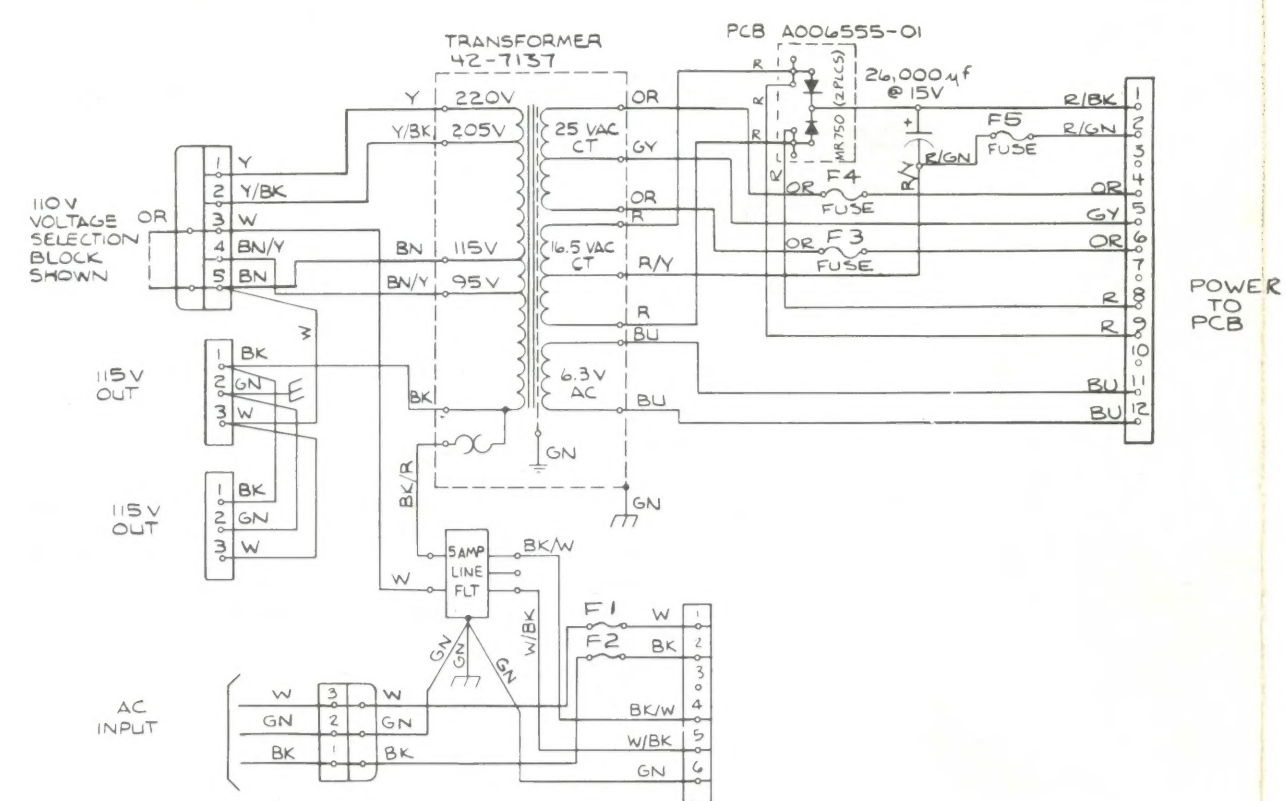 TRANSFORMER
42-7137
PCB A006555-01
26,000 µf
@ 15V
MR750 (2PLCS)
R
R
R
R
R/BK
R/GN
R/GN
R/Y
F5
FUSE
F4
FUSE
F3
FUSE
OR
OR
OR
OR
GY
OR
R
R
BU
BU
1
2
3
4
5
6
7
8
9
10
11
12
POWER
TO
PCB
Y
220V
Y/BK
205V
BN
115V
BN/Y
95V
BK
25 VAC
CT
16.5 VAC
CT
6.3V
AC
OR
GY
OR
R
R/Y
R
BU
BU
GN
GN
110V
VOLTAGE
SELECTION
BLOCK
SHOWN
OR
1 Y
2 Y/BK
3 W
4 BN/Y
5 BN
W
115V
OUT
1 BK
2 GN
3 W
115V
OUT
1 BK
2 GN
3 W
BK/R
W
5AMP
LINE
FLT
BK/W
W/BK
GN
GN
GN
F1
F2
W 1
BK 2
3
BK/W 4
W/BK 5
GN 6
AC
INPUT
W 3 W
GN 2 GN
BK 1 BK